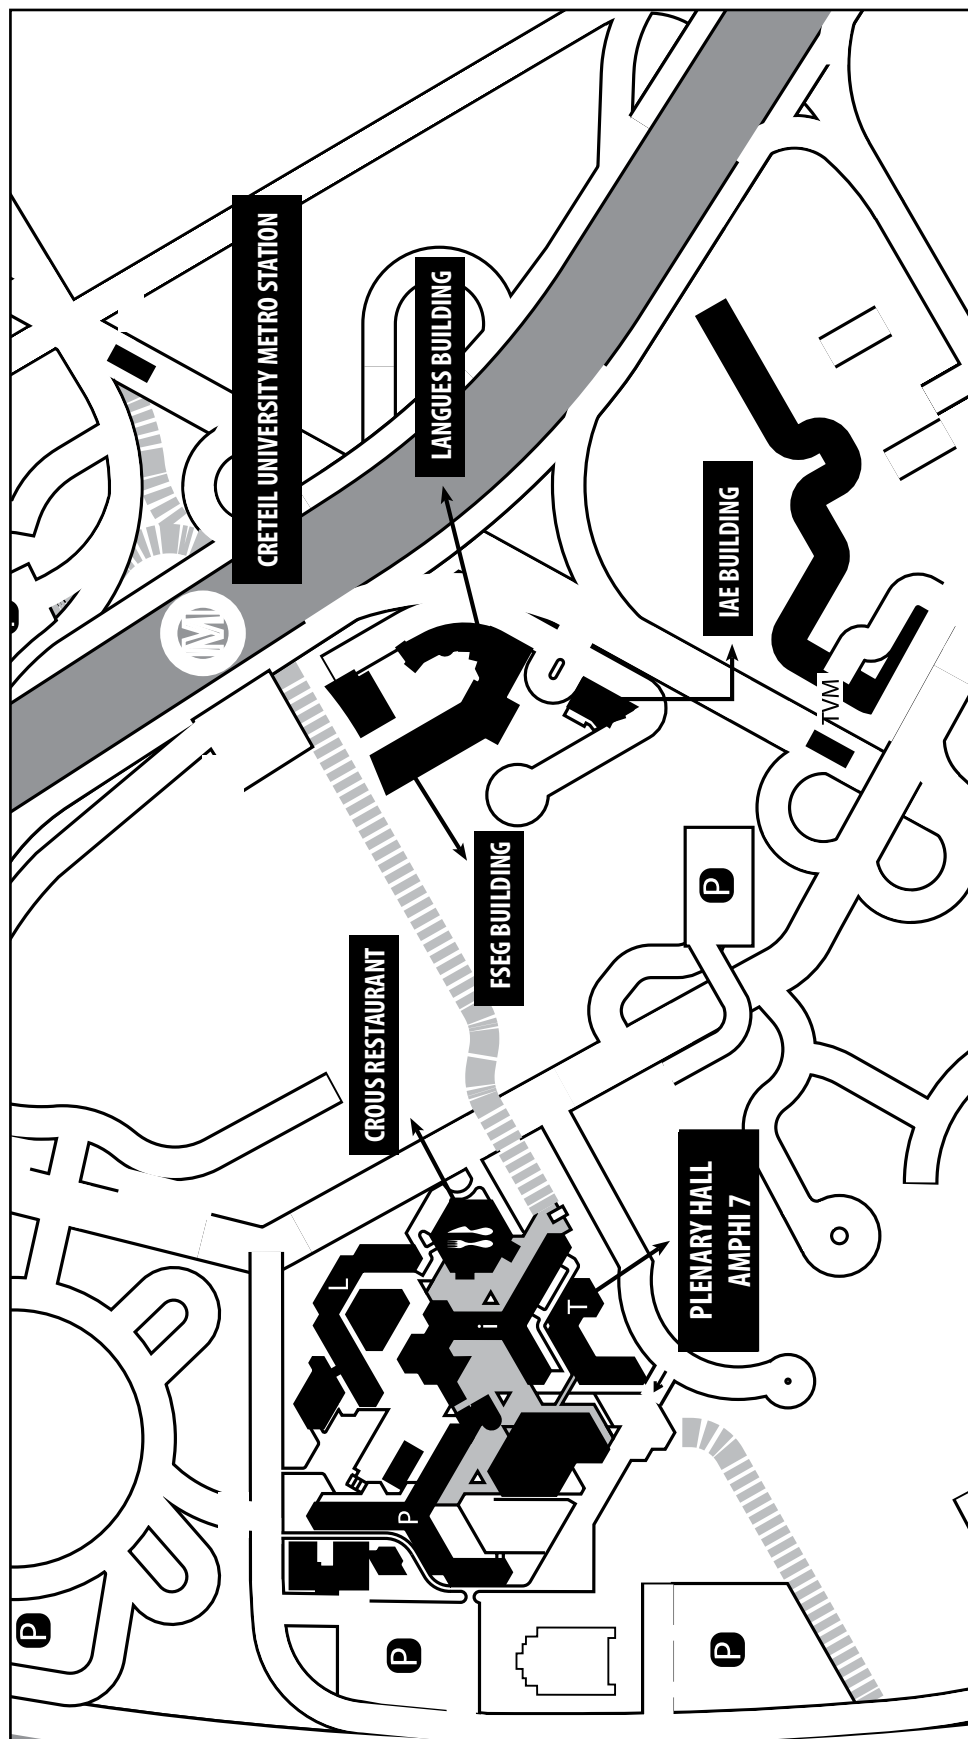 CRETEIL UNIVERSITY METRO STATION
LANGUES BUILDING
IAE BUILDING
FSEG BUILDING
CROUS RESTAURANT
PLENARY HALL
AMPHI 7
M
TVM
P
L
i
T
P
P
P
P